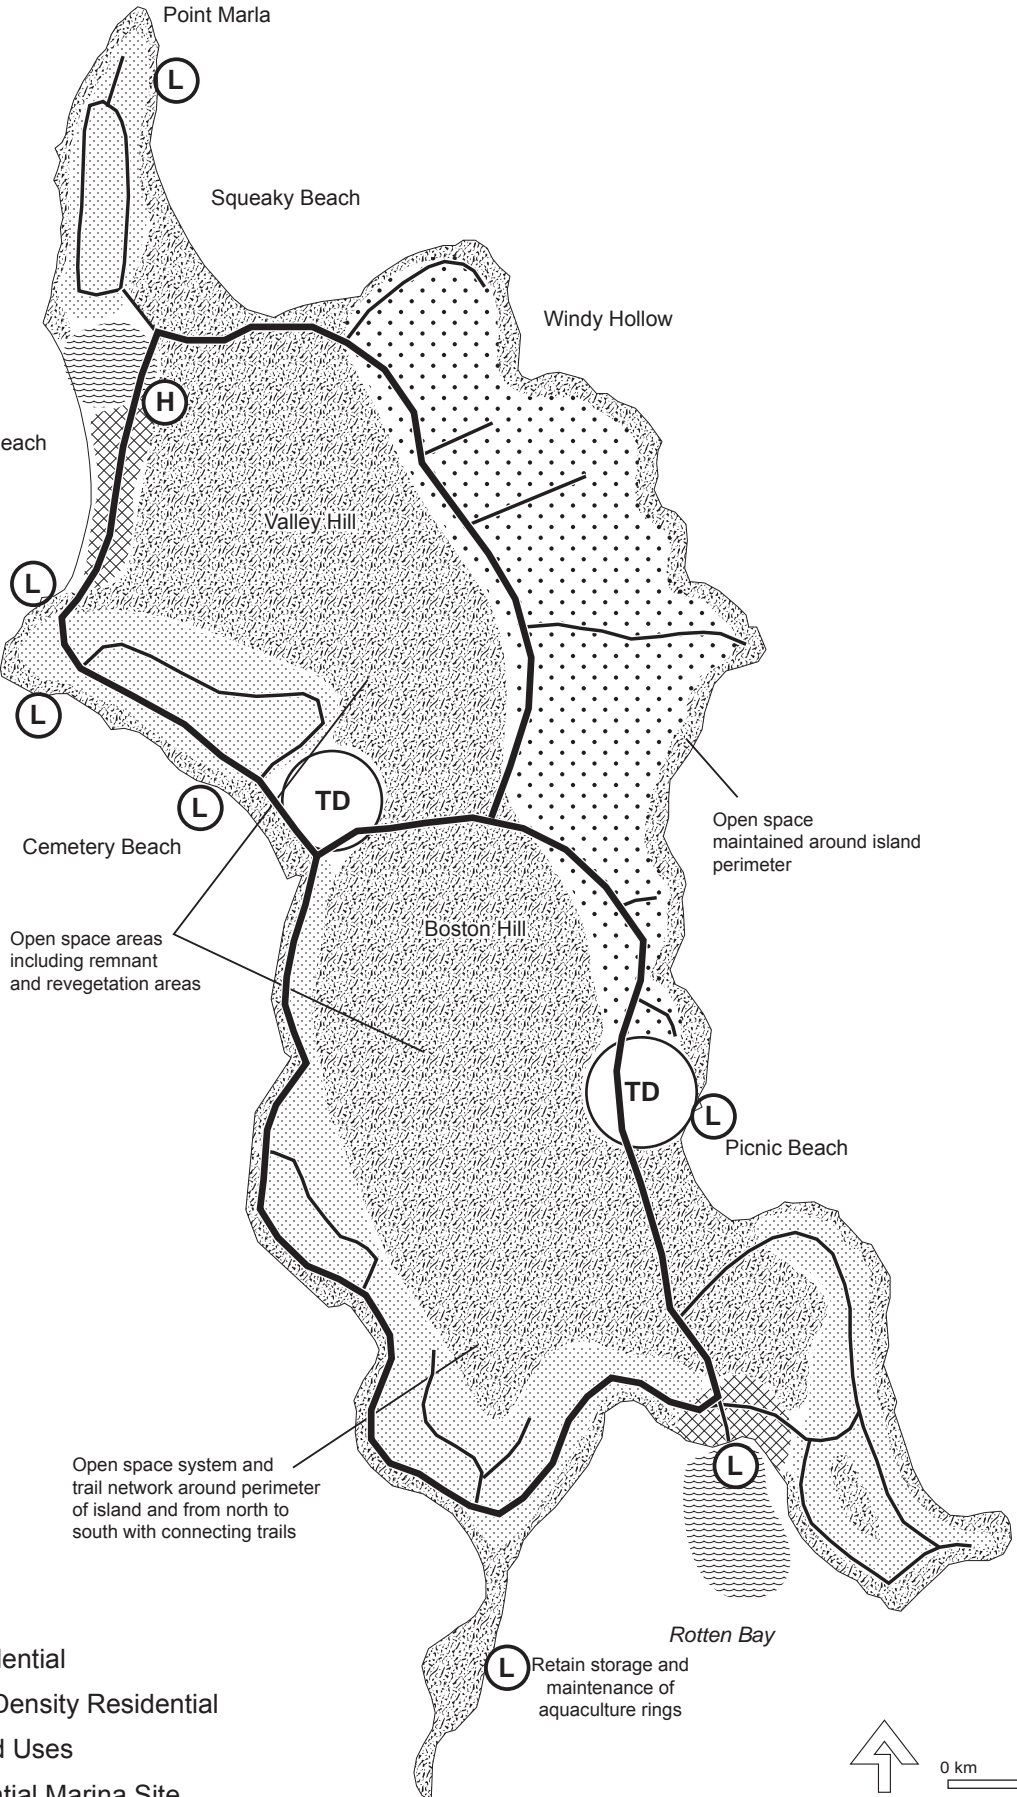 Point Marla
L
Squeaky Beach
Windy Hollow
H
each
Valley Hill
L
L
TD
L
Cemetery Beach
Open space
maintained around island
perimeter
Boston Hill
Open space areas
including remnant
and revegetation areas
TD
L
Picnic Beach
Open space system and
trail network around perimeter
of island and from north to
south with connecting trails
L
Rotten Bay
L
Retain storage and
maintenance of
aquaculture rings
dential
Density Residential
d Uses
ntial Marina Site
0 km